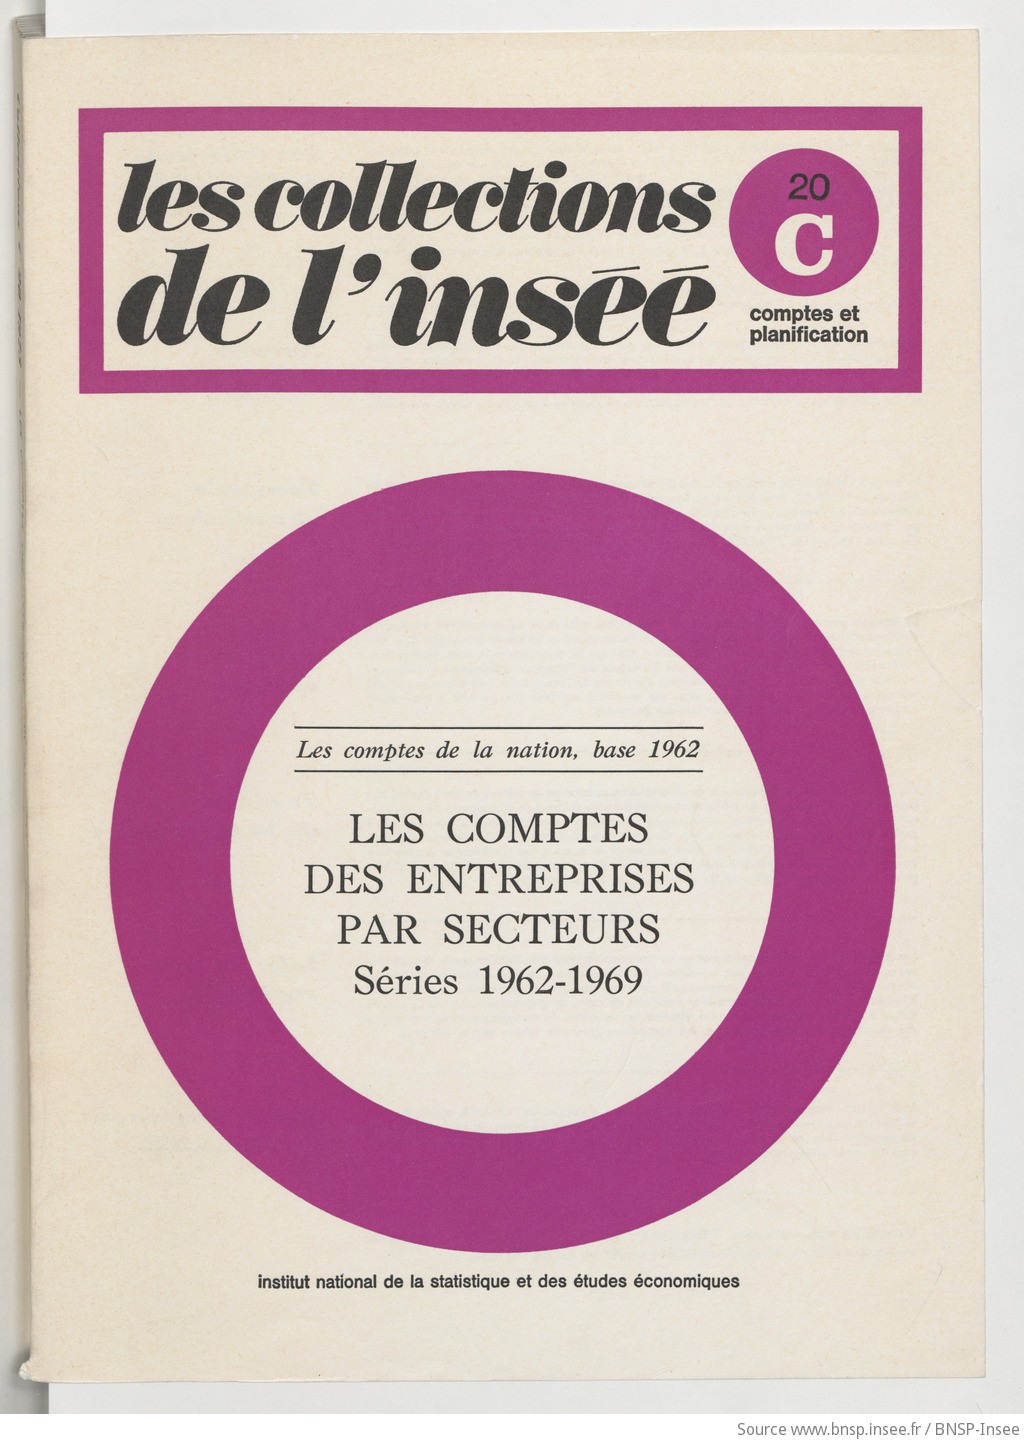 les collections
de l'inséé
20
C
comptes et
planification
Les comptes de la nation, base 1962
LES COMPTES
DES ENTREPRISES
PAR SECTEURS
Séries 1962-1969
institut national de la statistique et des études économiques
Source www.bnsp.insee.fr / BNSP-Insee